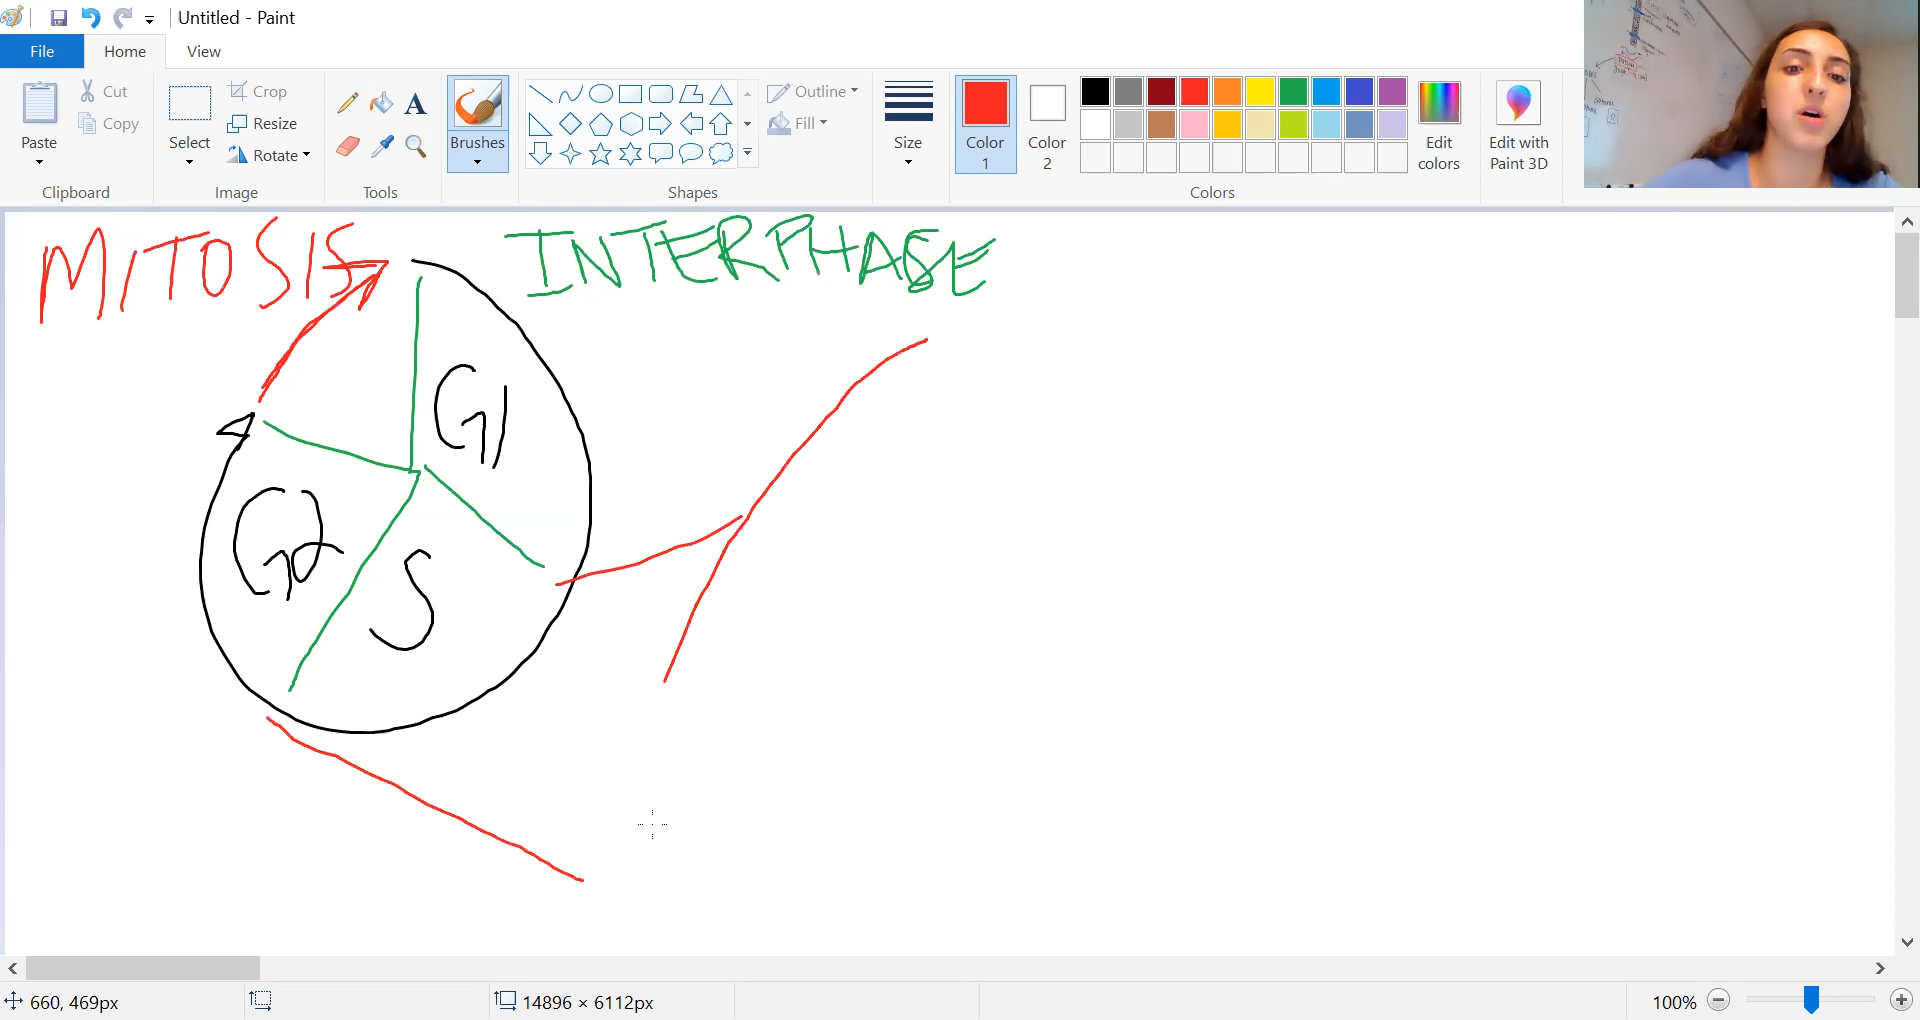 Untitled - Paint
File Home View
Paste
Cut
Copy
Clipboard
Select
Crop
Resize
Rotate
Image
A
Tools
Brushes
Outline
Fill
Shapes
Size
Color 1
Color 2
Edit colors
Colors
Edit with Paint 3D
MITOSIS INTERPHASE
G1
G2
S
660, 469px
14896 × 6112px
100%